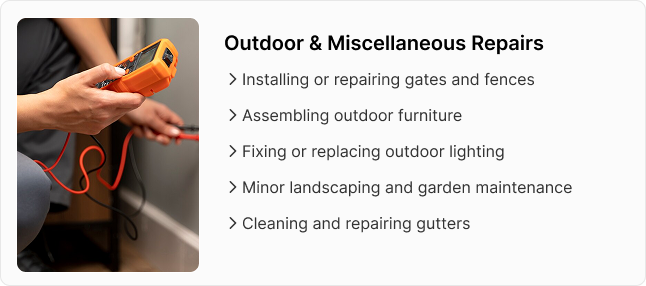 Outdoor & Miscellaneous Repairs
Installing or repairing gates and fences
Assembling outdoor furniture
Fixing or replacing outdoor lighting
Minor landscaping and garden maintenance
Cleaning and repairing gutters